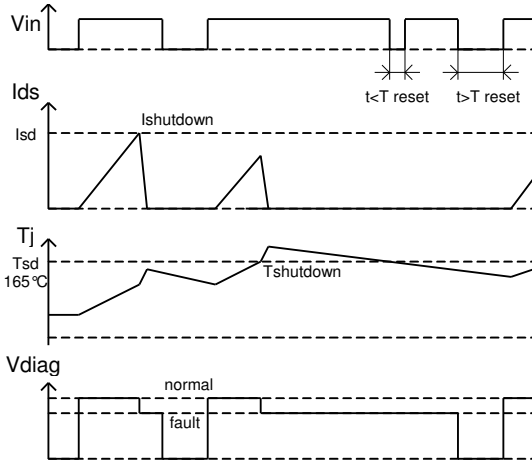 Vin
t<T reset
t>T reset
Ids
Isd
Ishutdown
Tj
Tsd
165°C
Tshutdown
Vdiag
normal
fault